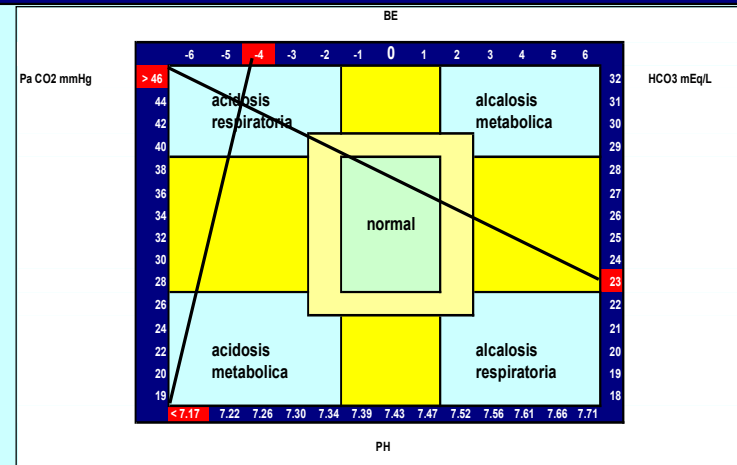 BE
-6 -5 -4 -3 -2 -1 0 1 2 3 4 5 6
Pa CO2 mmHg
HCO3 mEq/L
> 46 32
44 31
42 30
40 29
38 28
36 27
34 26
32 25
30 24
28 23
26 22
24 21
22 20
20 19
19 18
acidosis
respiratoria
alcalosis
metabolica
normal
acidosis
metabolica
alcalosis
respiratoria
< 7.17 7.22 7.26 7.30 7.34 7.39 7.43 7.47 7.52 7.56 7.61 7.66 7.71
PH